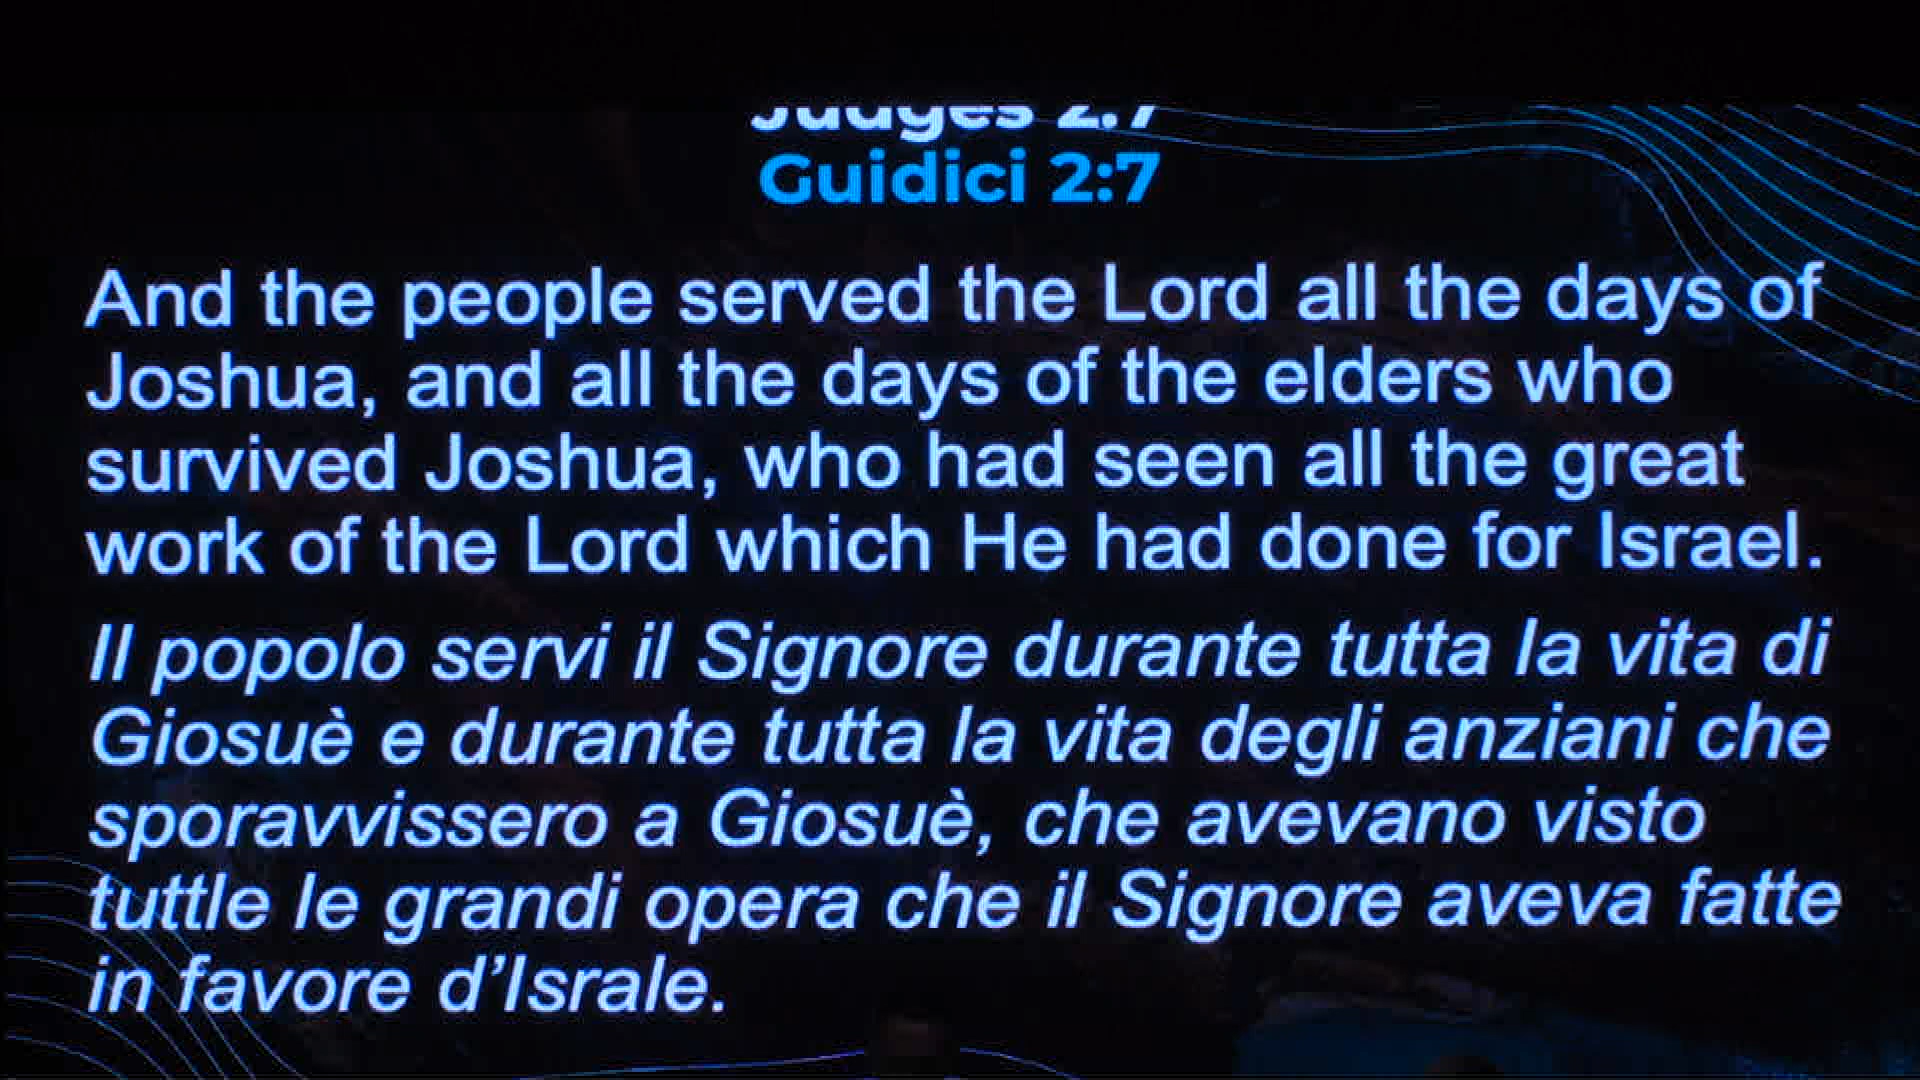 Judges 2:7
Guidici 2:7
And the people served the Lord all the days of
Joshua, and all the days of the elders who
survived Joshua, who had seen all the great
work of the Lord which He had done for Israel.
Il popolo servi il Signore durante tutta la vita di
Giosuè e durante tutta la vita degli anziani che
sporavvissero a Giosuè, che avevano visto
tuttle le grandi opera che il Signore aveva fatte
in favore d’Israle.